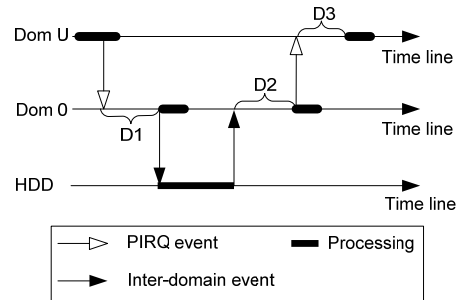 D3
Dom U
Time line
D2
Dom 0
D1
Time line
HDD
Time line
PIRQ event
Processing
Inter-domain event